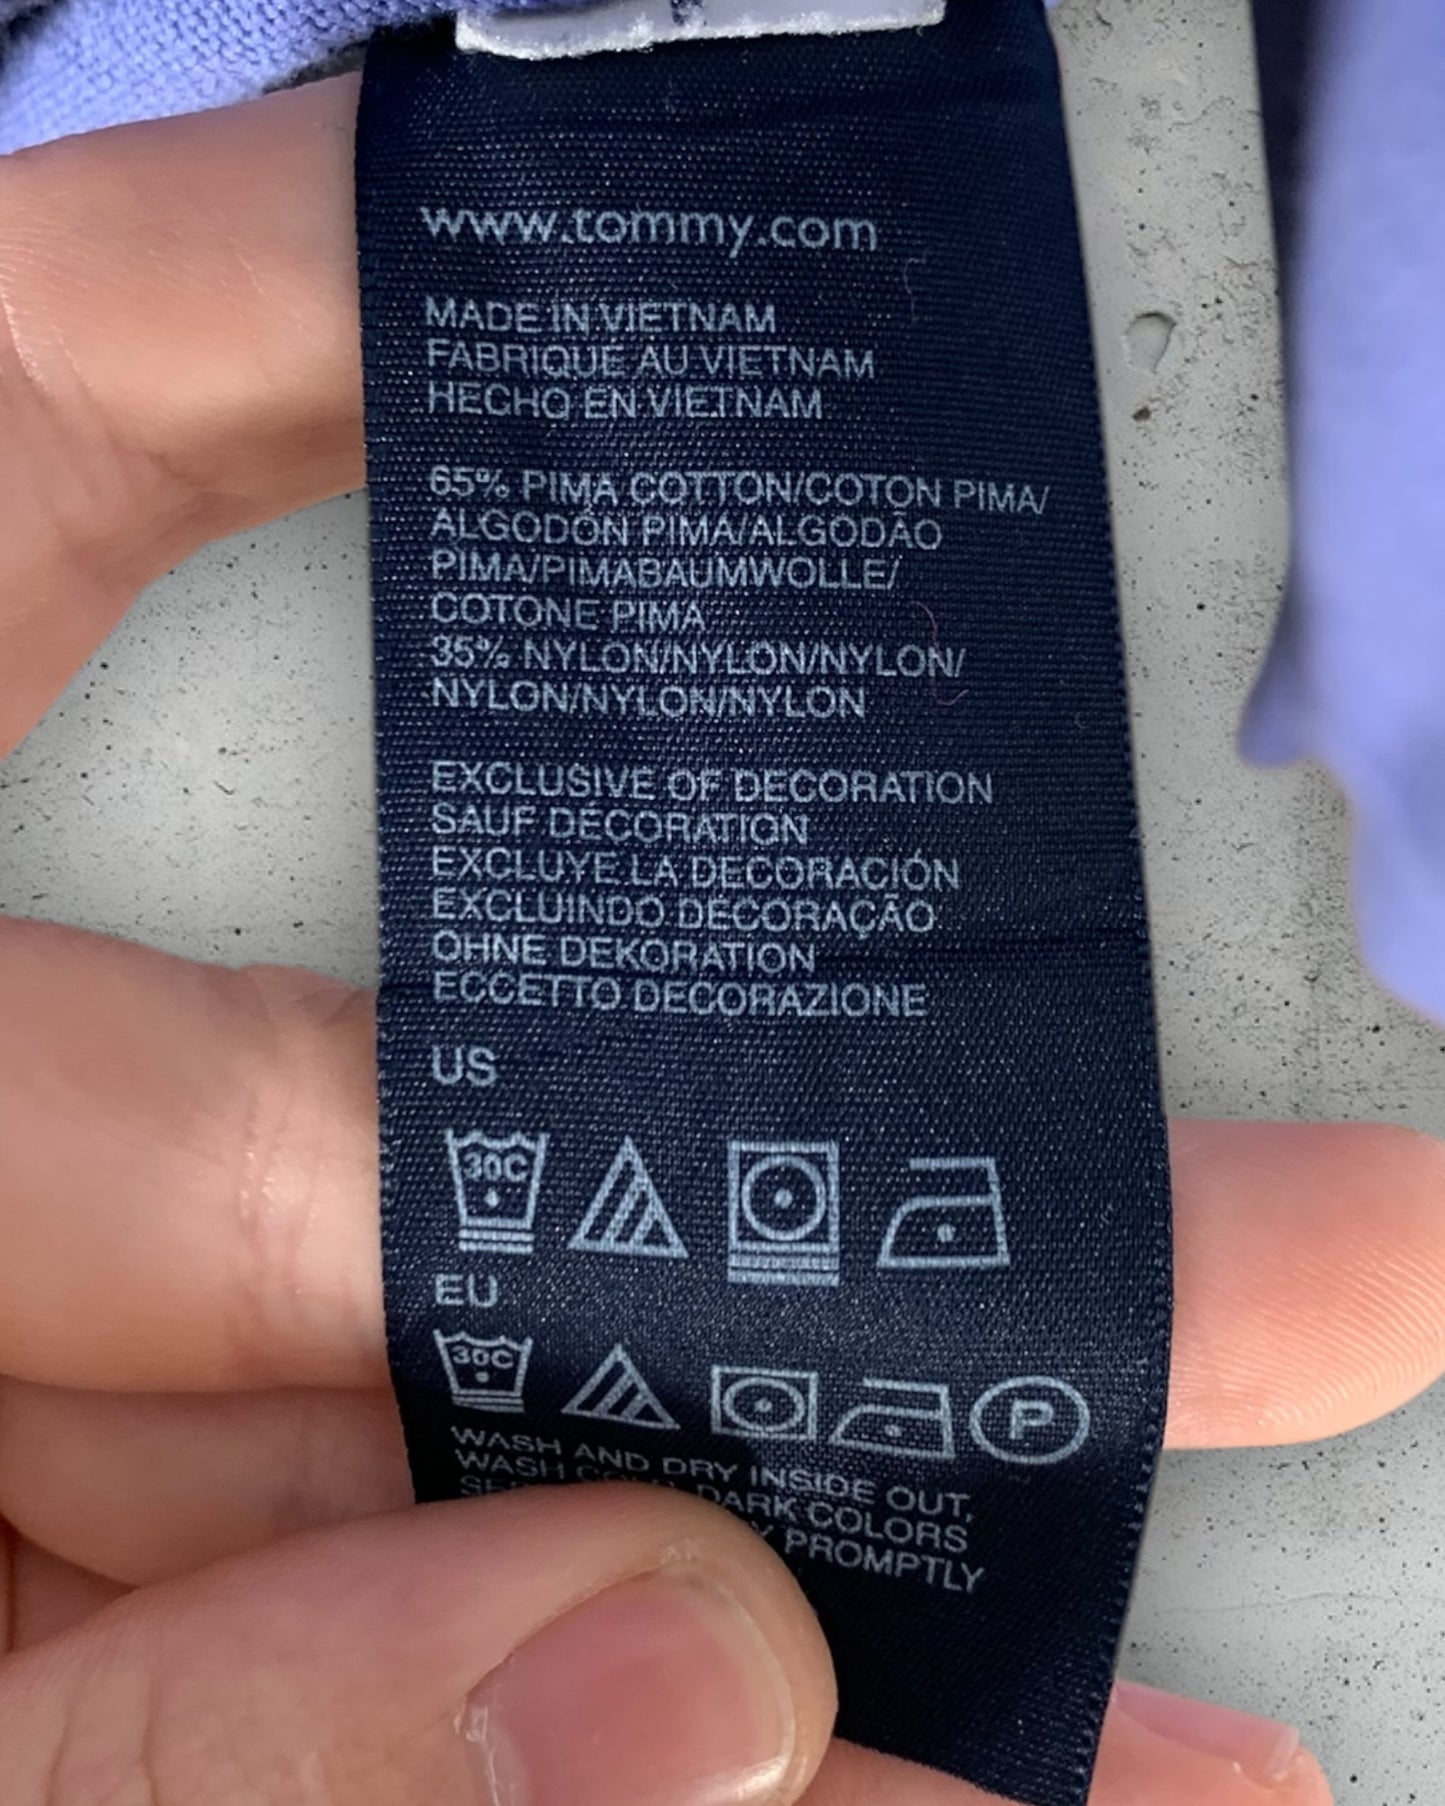 www.tommy.com
MADE IN VIETNAM
FABRIQUÉ AU VIETNAM
HECHO EN VIETNAM
65% PIMA COTTON/COTON PIMA/
ALGODÓN PIMA/ALGODÃO
PIMA/PIMABAUMWOLLE/
COTONE PIMA
35% NYLON/NYLON/NYLON/
NYLON/NYLON/NYLON
EXCLUSIVE OF DECORATION
SAUF DÉCORATION
EXCLUYE LA DECORACIÓN
EXCLUINDO DECORAÇÃO
OHNE DEKORATION
ECCETTO DECORAZIONE
US
30C
EU
30C
P
WASH AND DRY INSIDE OUT,
WASH DARK COLORS
PROMPTLY